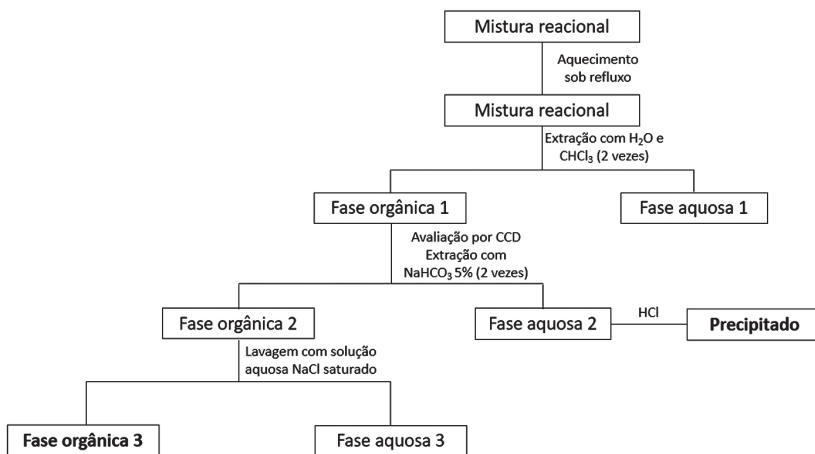 Mistura reacional
Aquecimento
sob refluxo
Mistura reacional
Extração com H₂O e
CHCl₃ (2 vezes)
Fase orgânica 1
Fase aquosa 1
Avaliação por CCD
Extração com
NaHCO₃ 5% (2 vezes)
Fase orgânica 2
Fase aquosa 2
HCl
Precipitado
Lavagem com solução
aquosa NaCl saturado
Fase orgânica 3
Fase aquosa 3